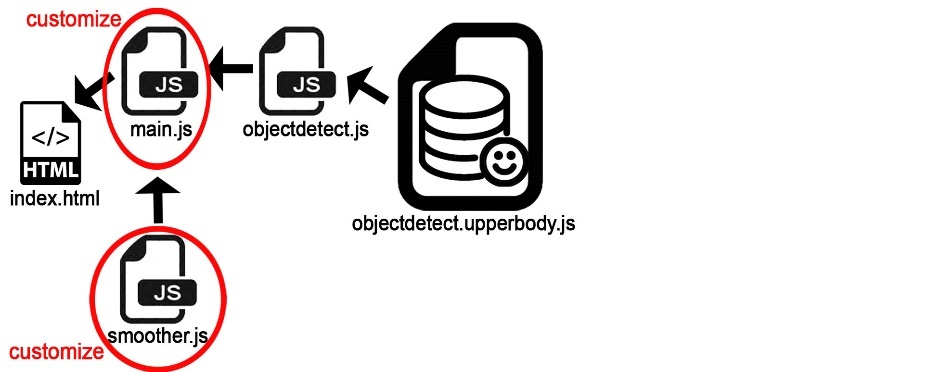 customize
JS
main.js
JS
objectdetect.js
</>
HTML
index.html
objectdetect.upperbody.js
JS
smoother.js
customize